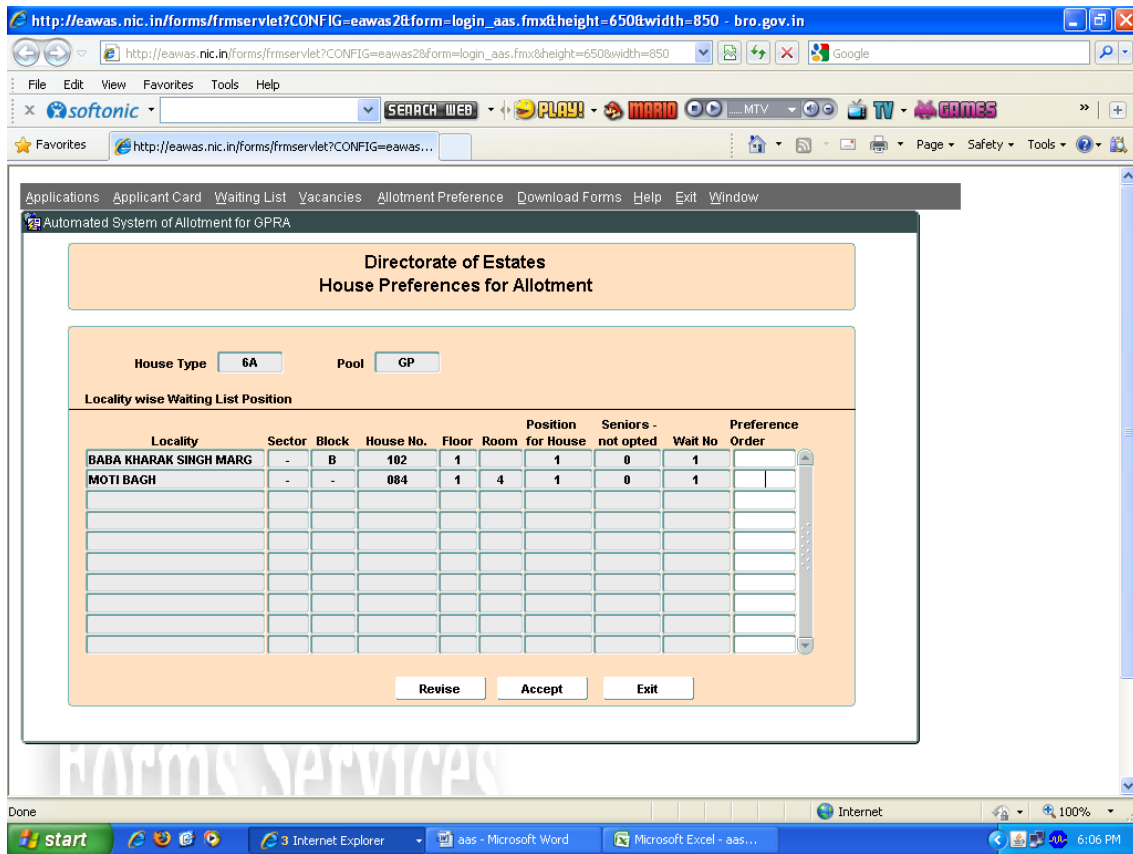 http://eawas.nic.in/forms/frmservlet?CONFIG=eawas2&form=login_aas.fmx&height=650&width=850 - bro.gov.in
http://eawas.nic.in/forms/frmservlet?CONFIG=eawas2&form=login_aas.fmx&height=650&width=850 Google
File Edit View Favorites Tools Help
x softonic SEARCH WEB PLAY! MARIO .....MTV TV GAMES »
Favorites http://eawas.nic.in/forms/frmservlet?CONFIG=eawas... Page Safety Tools
Applications Applicant Card Waiting List Vacancies Allotment Preference Download Forms Help Exit Window
Automated System of Allotment for GPRA
Directorate of Estates
House Preferences for Allotment
House Type 6A Pool GP
Locality wise Waiting List Position
Position Seniors - Preference
Locality Sector Block House No. Floor Room for House not opted Wait No Order
BABA KHARAK SINGH MARG - B 102 1 1 0 1
MOTI BAGH - - 084 1 4 1 0 1
Revise Accept Exit
Forms Services
Done Internet 100%
start 3 Internet Explorer aas - Microsoft Word Microsoft Excel - aas... 6:06 PM